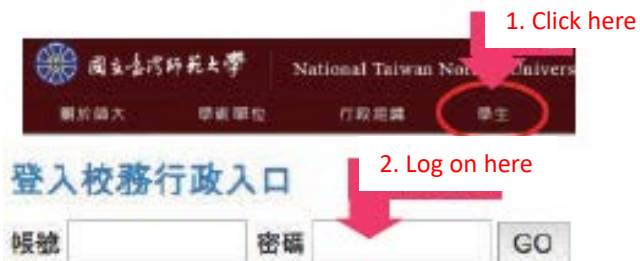 1. Click here
國立臺灣師範大學 National Taiwan Nor Univers
關於師大 學術單位 行政組織 學生
2. Log on here
登入校務行政入口
帳號 密碼 GO